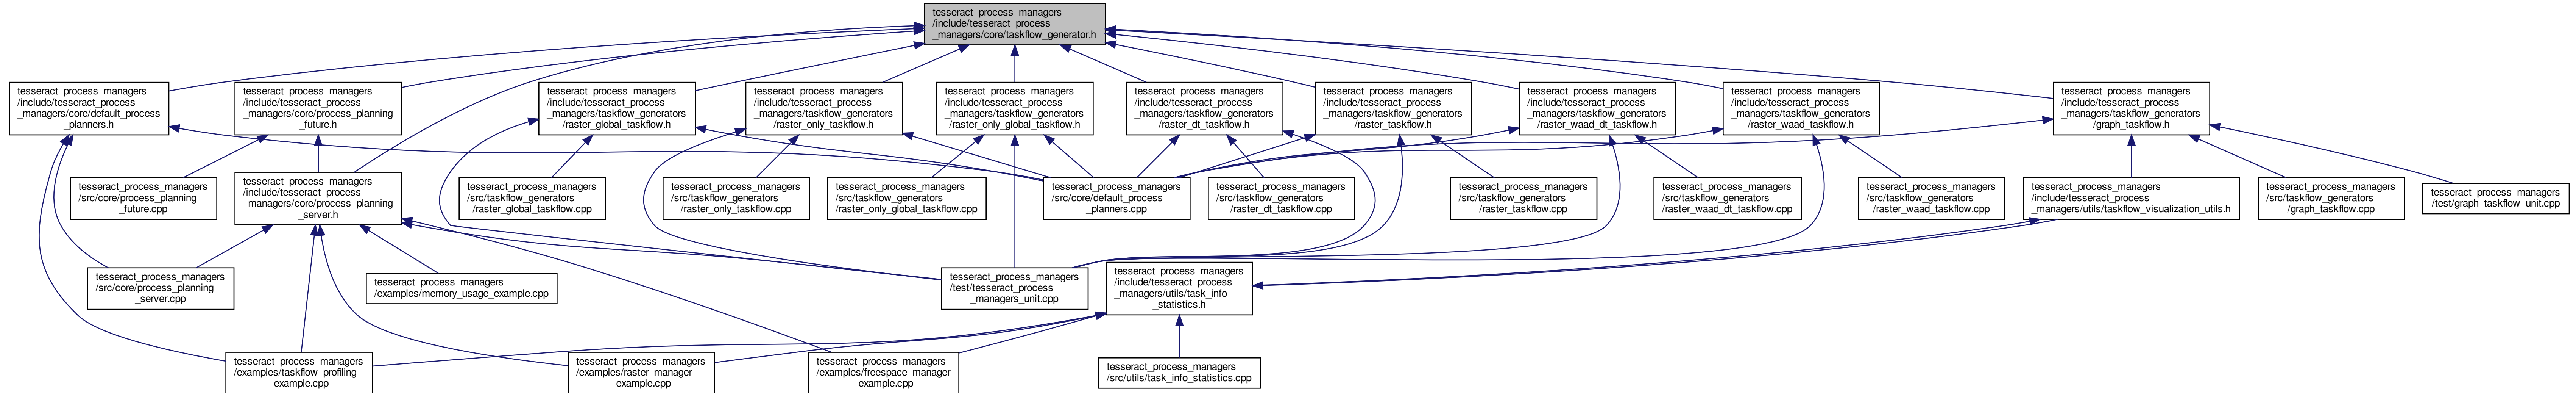 tesseract_process_managers
/include/tesseract_process
_managers/core/taskflow_generator.h
tesseract_process_managers
/include/tesseract_process
_managers/core/default_process
_planners.h
tesseract_process_managers
/include/tesseract_process
_managers/core/process_planning
_future.h
tesseract_process_managers
/include/tesseract_process
_managers/taskflow_generators
/raster_global_taskflow.h
tesseract_process_managers
/include/tesseract_process
_managers/taskflow_generators
/raster_only_taskflow.h
tesseract_process_managers
/include/tesseract_process
_managers/taskflow_generators
/raster_only_global_taskflow.h
tesseract_process_managers
/include/tesseract_process
_managers/taskflow_generators
/raster_dt_taskflow.h
tesseract_process_managers
/include/tesseract_process
_managers/taskflow_generators
/raster_taskflow.h
tesseract_process_managers
/include/tesseract_process
_managers/taskflow_generators
/raster_waad_dt_taskflow.h
tesseract_process_managers
/include/tesseract_process
_managers/taskflow_generators
/raster_waad_taskflow.h
tesseract_process_managers
/include/tesseract_process
_managers/taskflow_generators
/graph_taskflow.h
tesseract_process_managers
/src/core/process_planning
_future.cpp
tesseract_process_managers
/include/tesseract_process
_managers/core/process_planning
_server.h
tesseract_process_managers
/src/taskflow_generators
/raster_global_taskflow.cpp
tesseract_process_managers
/src/taskflow_generators
/raster_only_taskflow.cpp
tesseract_process_managers
/src/taskflow_generators
/raster_only_global_taskflow.cpp
tesseract_process_managers
/src/core/default_process
_planners.cpp
tesseract_process_managers
/src/taskflow_generators
/raster_dt_taskflow.cpp
tesseract_process_managers
/src/taskflow_generators
/raster_taskflow.cpp
tesseract_process_managers
/src/taskflow_generators
/raster_waad_dt_taskflow.cpp
tesseract_process_managers
/src/taskflow_generators
/raster_waad_taskflow.cpp
tesseract_process_managers
/include/tesseract_process
_managers/utils/taskflow_visualization_utils.h
tesseract_process_managers
/src/taskflow_generators
/graph_taskflow.cpp
tesseract_process_managers
/test/graph_taskflow_unit.cpp
tesseract_process_managers
/src/core/process_planning
_server.cpp
tesseract_process_managers
/examples/memory_usage_example.cpp
tesseract_process_managers
/test/tesseract_process
_managers_unit.cpp
tesseract_process_managers
/include/tesseract_process
_managers/utils/task_info
_statistics.h
tesseract_process_managers
/examples/taskflow_profiling
_example.cpp
tesseract_process_managers
/examples/raster_manager
_example.cpp
tesseract_process_managers
/examples/freespace_manager
_example.cpp
tesseract_process_managers
/src/utils/task_info_statistics.cpp